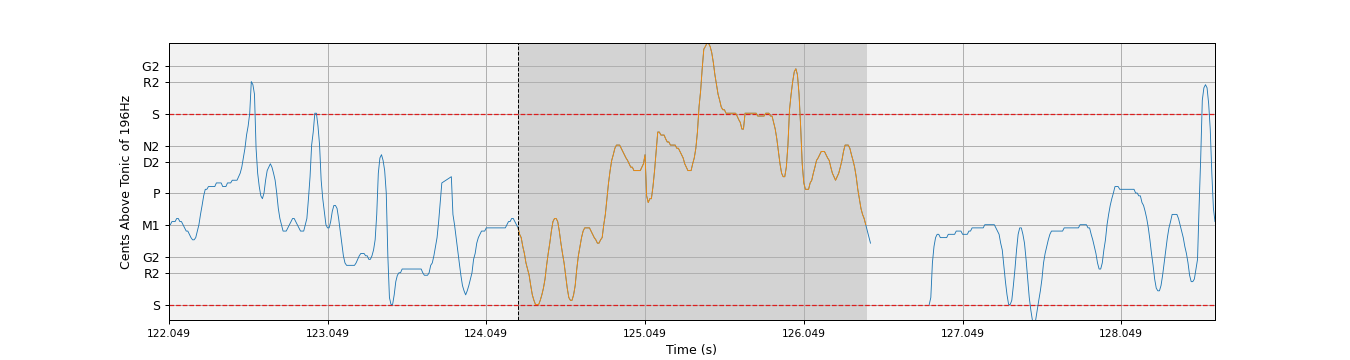 Cents Above Tonic of 196Hz
G2
R2
S
N2
D2
P
M1
G2
R2
S
122.049 123.049 124.049 125.049 126.049 127.049 128.049
Time (s)